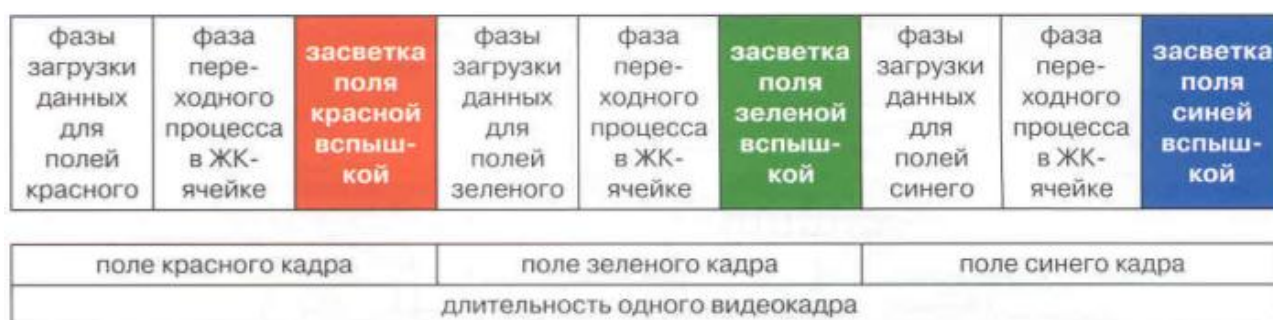 фазы
загрузки
данных
для
полей
красного
фаза
пере-
ходного
процесса
в ЖК-
ячейке
засветка
поля
красной
вспыш-
кой
фазы
загрузки
данных
для
полей
зеленого
фаза
пере-
ходного
процесса
в ЖК-
ячейке
засветка
поля
зеленой
вспыш-
кой
фазы
загрузки
данных
для
полей
синего
фаза
пере-
ходного
процесса
в ЖК-
ячейке
засветка
поля
синей
вспыш-
кой
поле красного кадра
поле зеленого кадра
поле синего кадра
длительность одного видеокадра